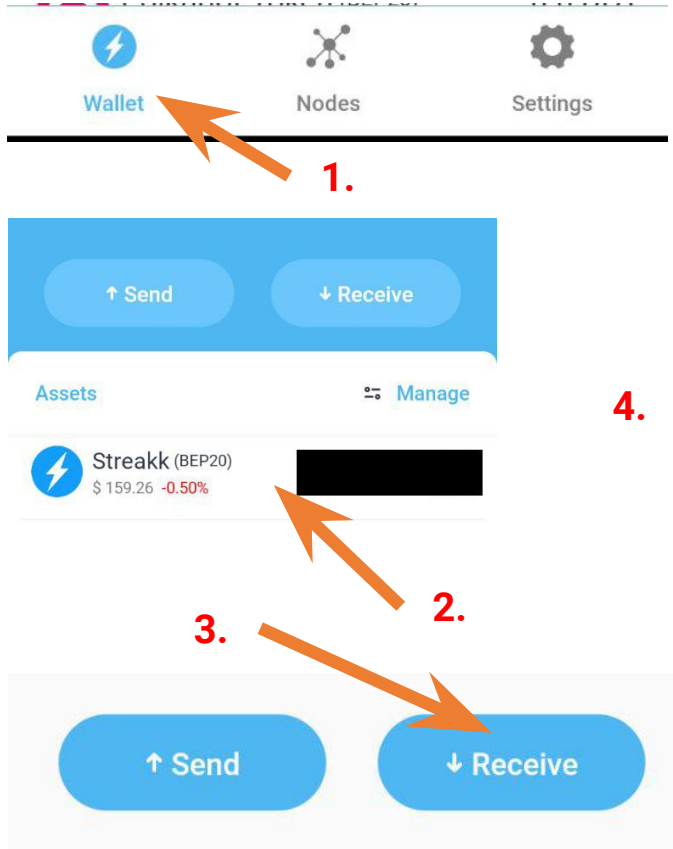 Wallet
Nodes
Settings
1.
↑ Send
↓ Receive
Assets
Manage
4.
Streakk (BEP20)
$ 159.26 -0.50%
2.
3.
↑ Send
↓ Receive